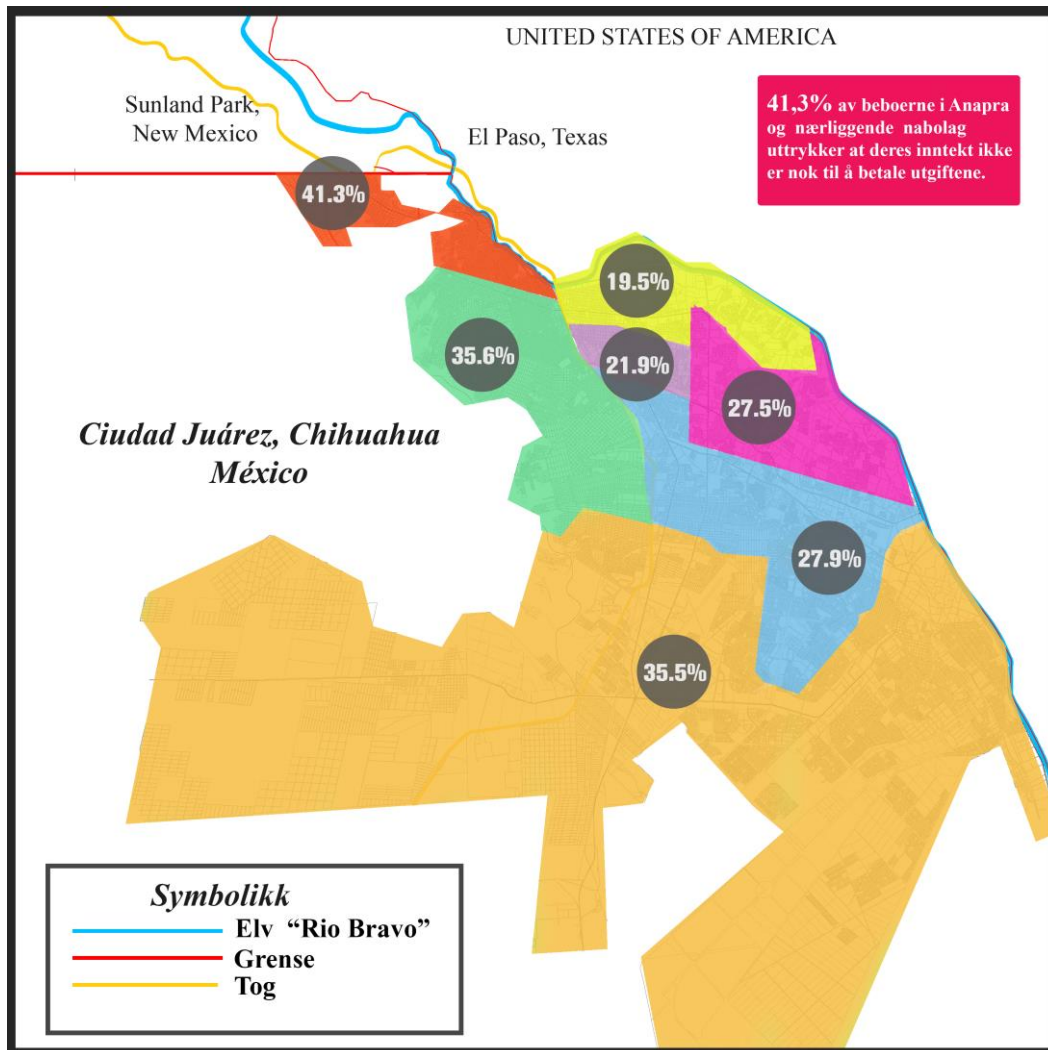 UNITED STATES OF AMERICA
Sunland Park,
New Mexico
El Paso, Texas
41,3% av beboerne i Anapra
og nærliggende nabolag
uttrykker at deres inntekt ikke
er nok til å betale utgiftene.
41.3%
19.5%
35.6%
21.9%
27.5%
Ciudad Juárez, Chihuahua
México
27.9%
35.5%
Symbolikk
Elv “Rio Bravo”
Grense
Tog